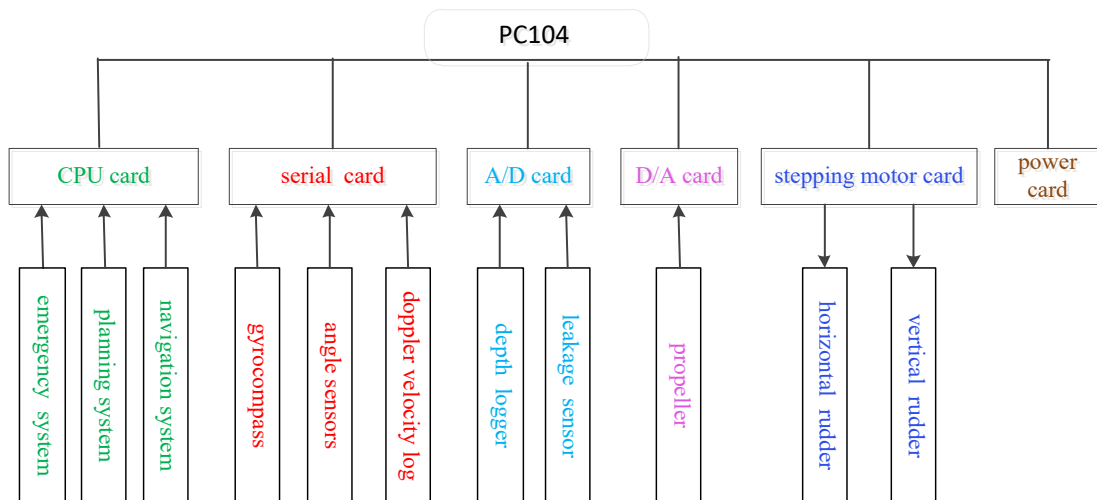 PC104
CPU card
serial card
A/D card
D/A card
stepping motor card
power
card
emergency system
planning system
navigation system
gyrocompass
angle sensors
doppler velocity log
depth logger
leakage sensor
propeller
horizontal rudder
vertical rudder